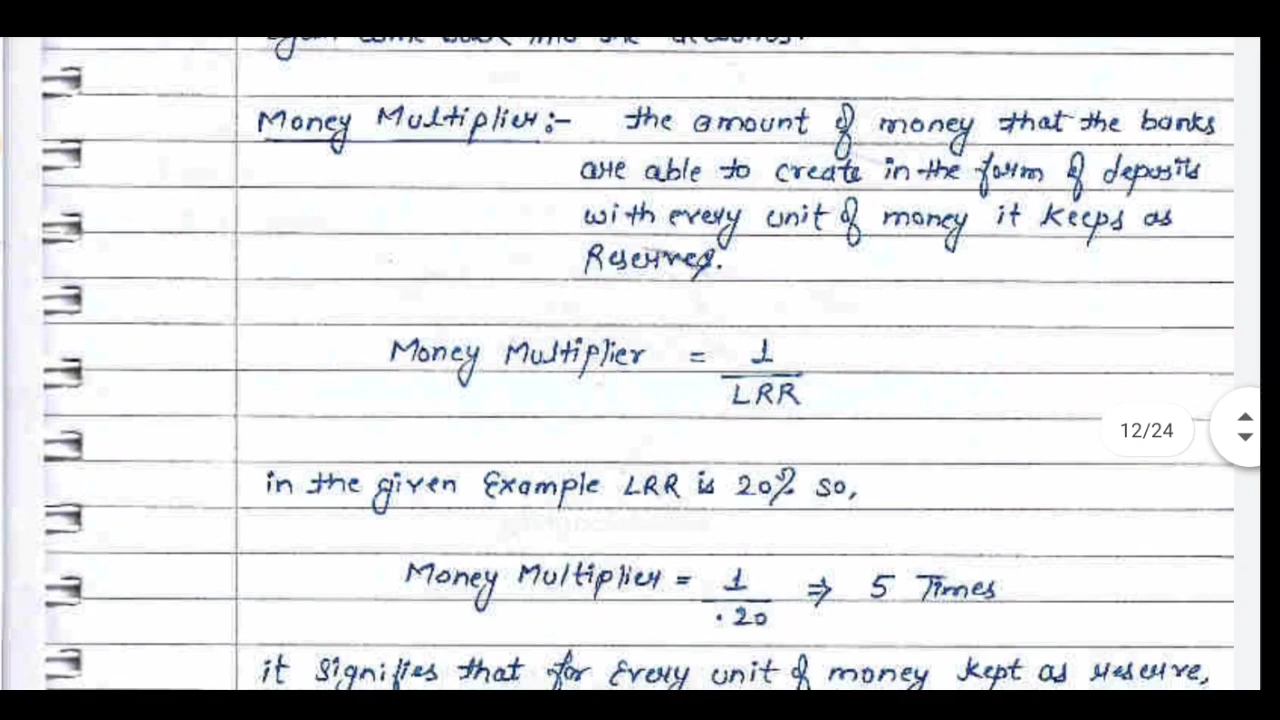 Money Multiplier:- the amount of money that the banks
are able to create in the form of deposits
with every unit of money it keeps as
Reserves.
Money Multiplier = 1
LRR
12/24
in the given Example LRR is 20% so,
Money Multiplier = 1 ⇒ 5 Times
.20
it signifies that for Every unit of money kept as reserve,